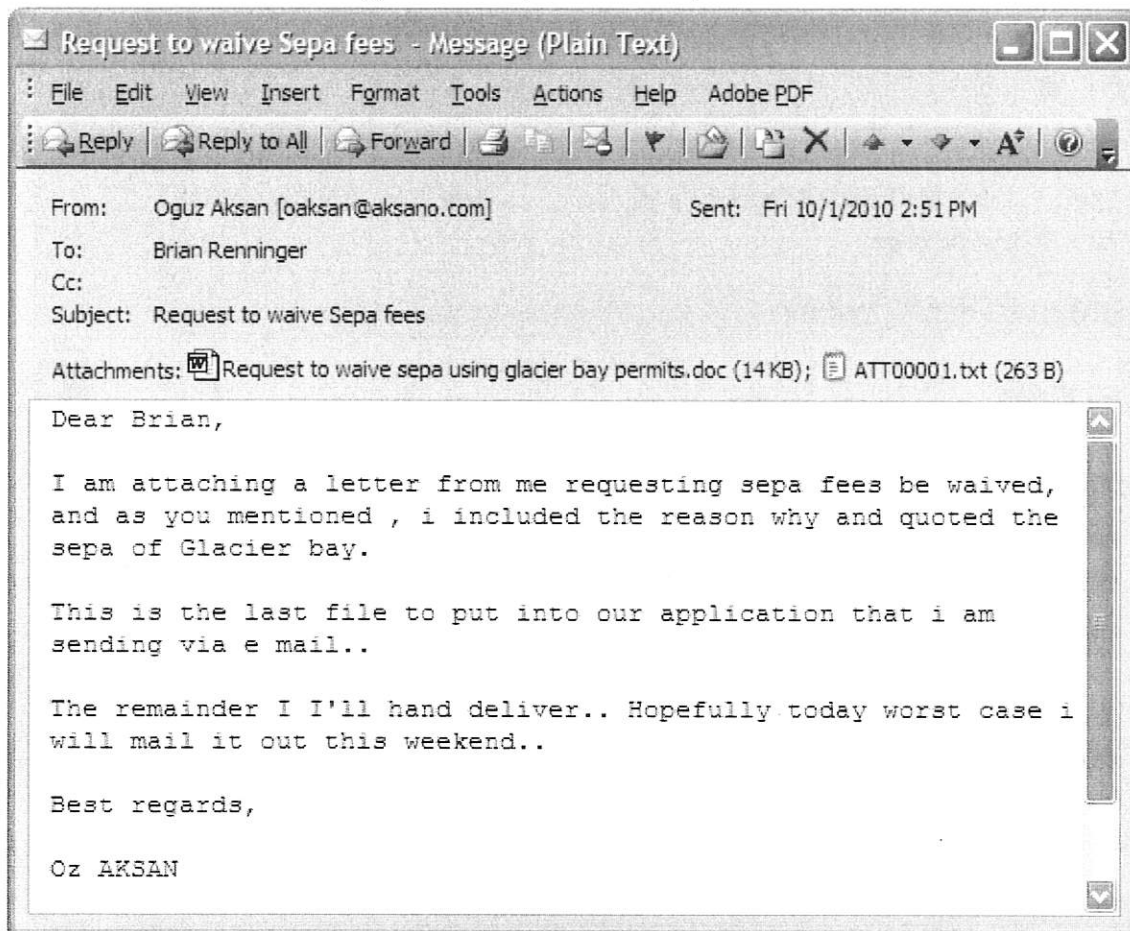 Request to waive Sepa fees - Message (Plain Text)
File Edit View Insert Format Tools Actions Help Adobe PDF
Reply Reply to All Forward A
From: Oguz Aksan [oaksan@aksano.com] Sent: Fri 10/1/2010 2:51 PM
To: Brian Renninger
Cc:
Subject: Request to waive Sepa fees
Attachments: Request to waive sepa using glacier bay permits.doc (14 KB); ATT00001.txt (263 B)
Dear Brian,
I am attaching a letter from me requesting sepa fees be waived,
and as you mentioned , i included the reason why and quoted the
sepa of Glacier bay.
This is the last file to put into our application that i am
sending via e mail..
The remainder I I'll hand deliver.. Hopefully today worst case i
will mail it out this weekend..
Best regards,
Oz AKSAN